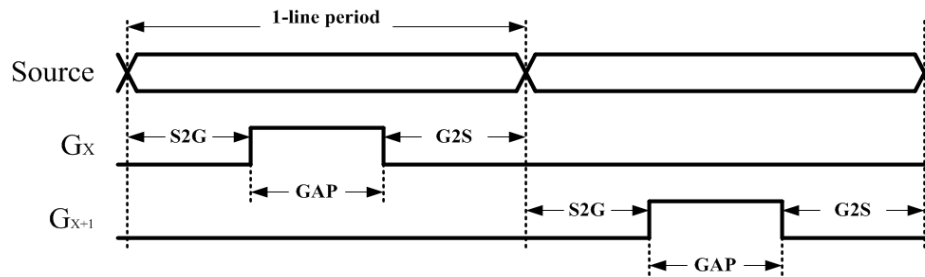 1-line period
Source
GX
S2G
G2S
GAP
GX+1
S2G
G2S
GAP